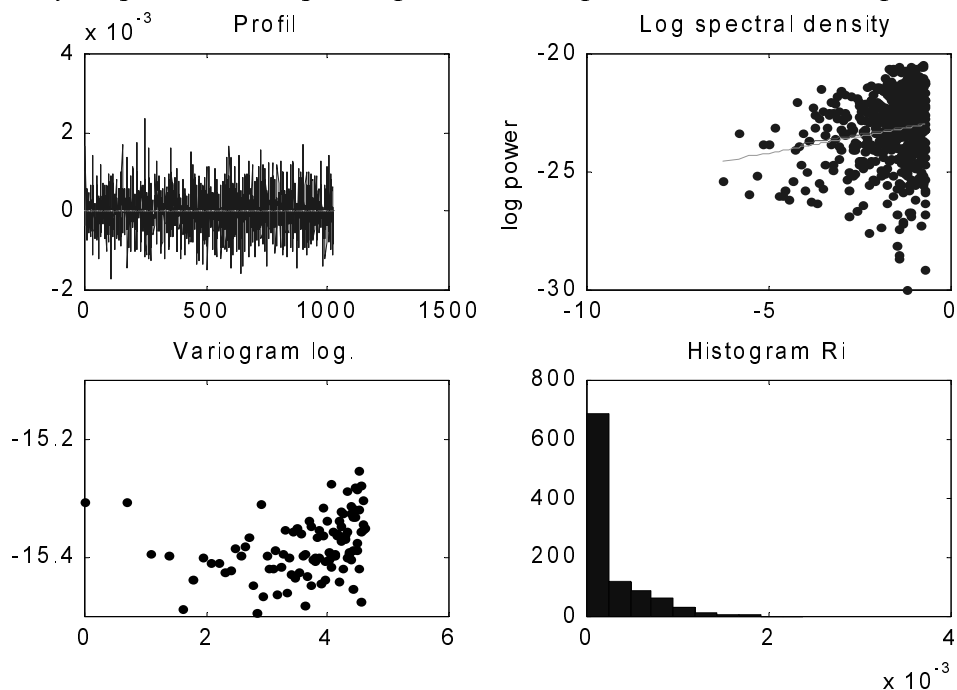 Profil
x 10
-3
4
2
0
-2
0 500 1000 1500
Log spectral density
log power
-20
-25
-30
-10 -5 0
Variogram log.
-15.2
-15.4
0 2 4 6
Histogram Ri
800
600
400
200
0
0 2 4
x 10
-3